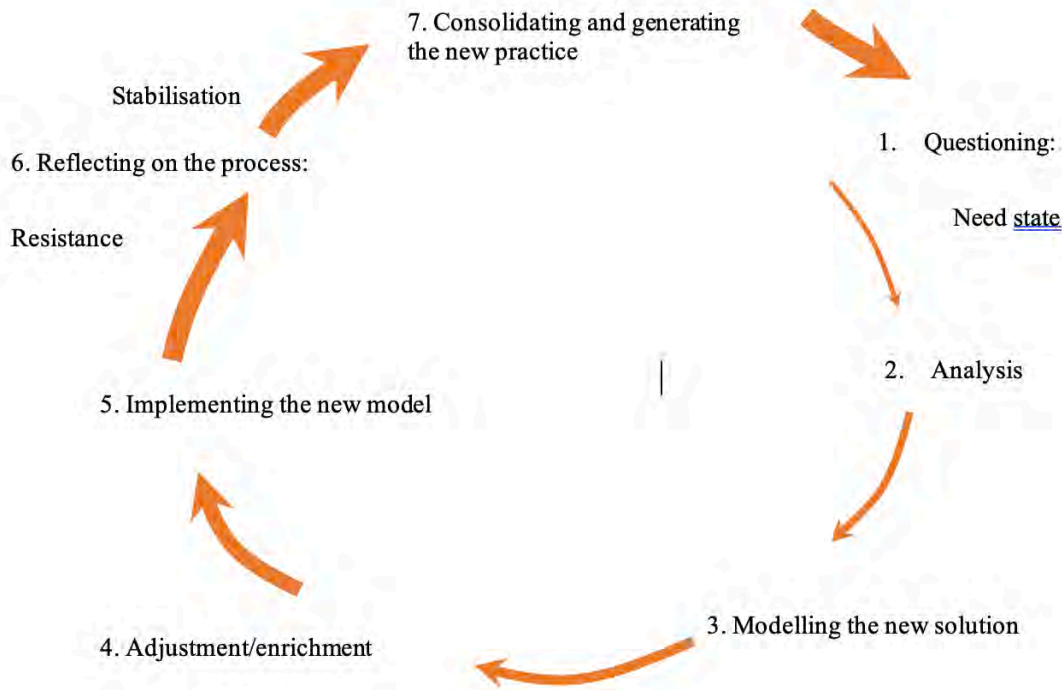 7. Consolidating and generating
the new practice
Stabilisation
1. Questioning:
6. Reflecting on the process:
Need state
Resistance
2. Analysis
5. Implementing the new model
3. Modelling the new solution
4. Adjustment/enrichment